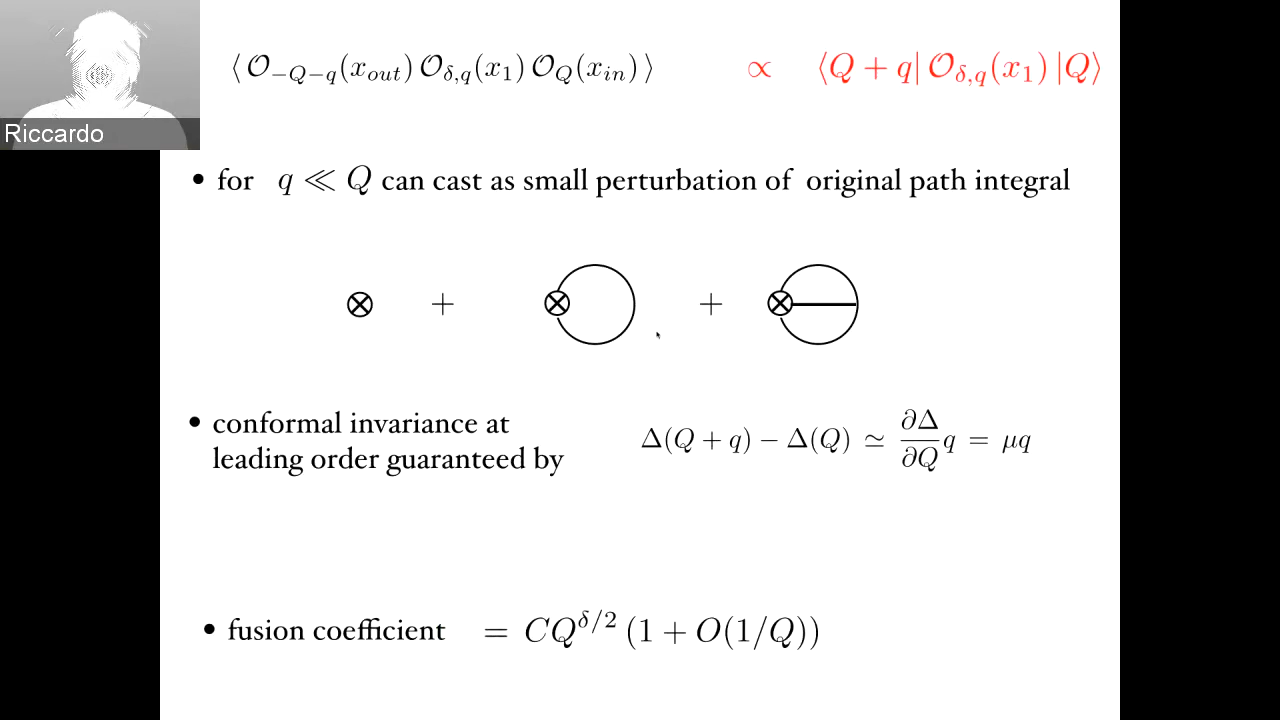 ⟨ O_{-Q-q}(x_{out}) O_{δ,q}(x_1) O_Q(x_{in}) ⟩ ∝ ⟨Q + q| O_{δ,q}(x_1) |Q⟩
Riccardo
• for q ≪ Q can cast as small perturbation of original path integral
⊗ + ⊗ + ⊗
• conformal invariance at
leading order guaranteed by
Δ(Q + q) − Δ(Q) ≃ ∂Δ/∂Q q = μq
• fusion coefficient = CQ^{δ/2} (1 + O(1/Q))